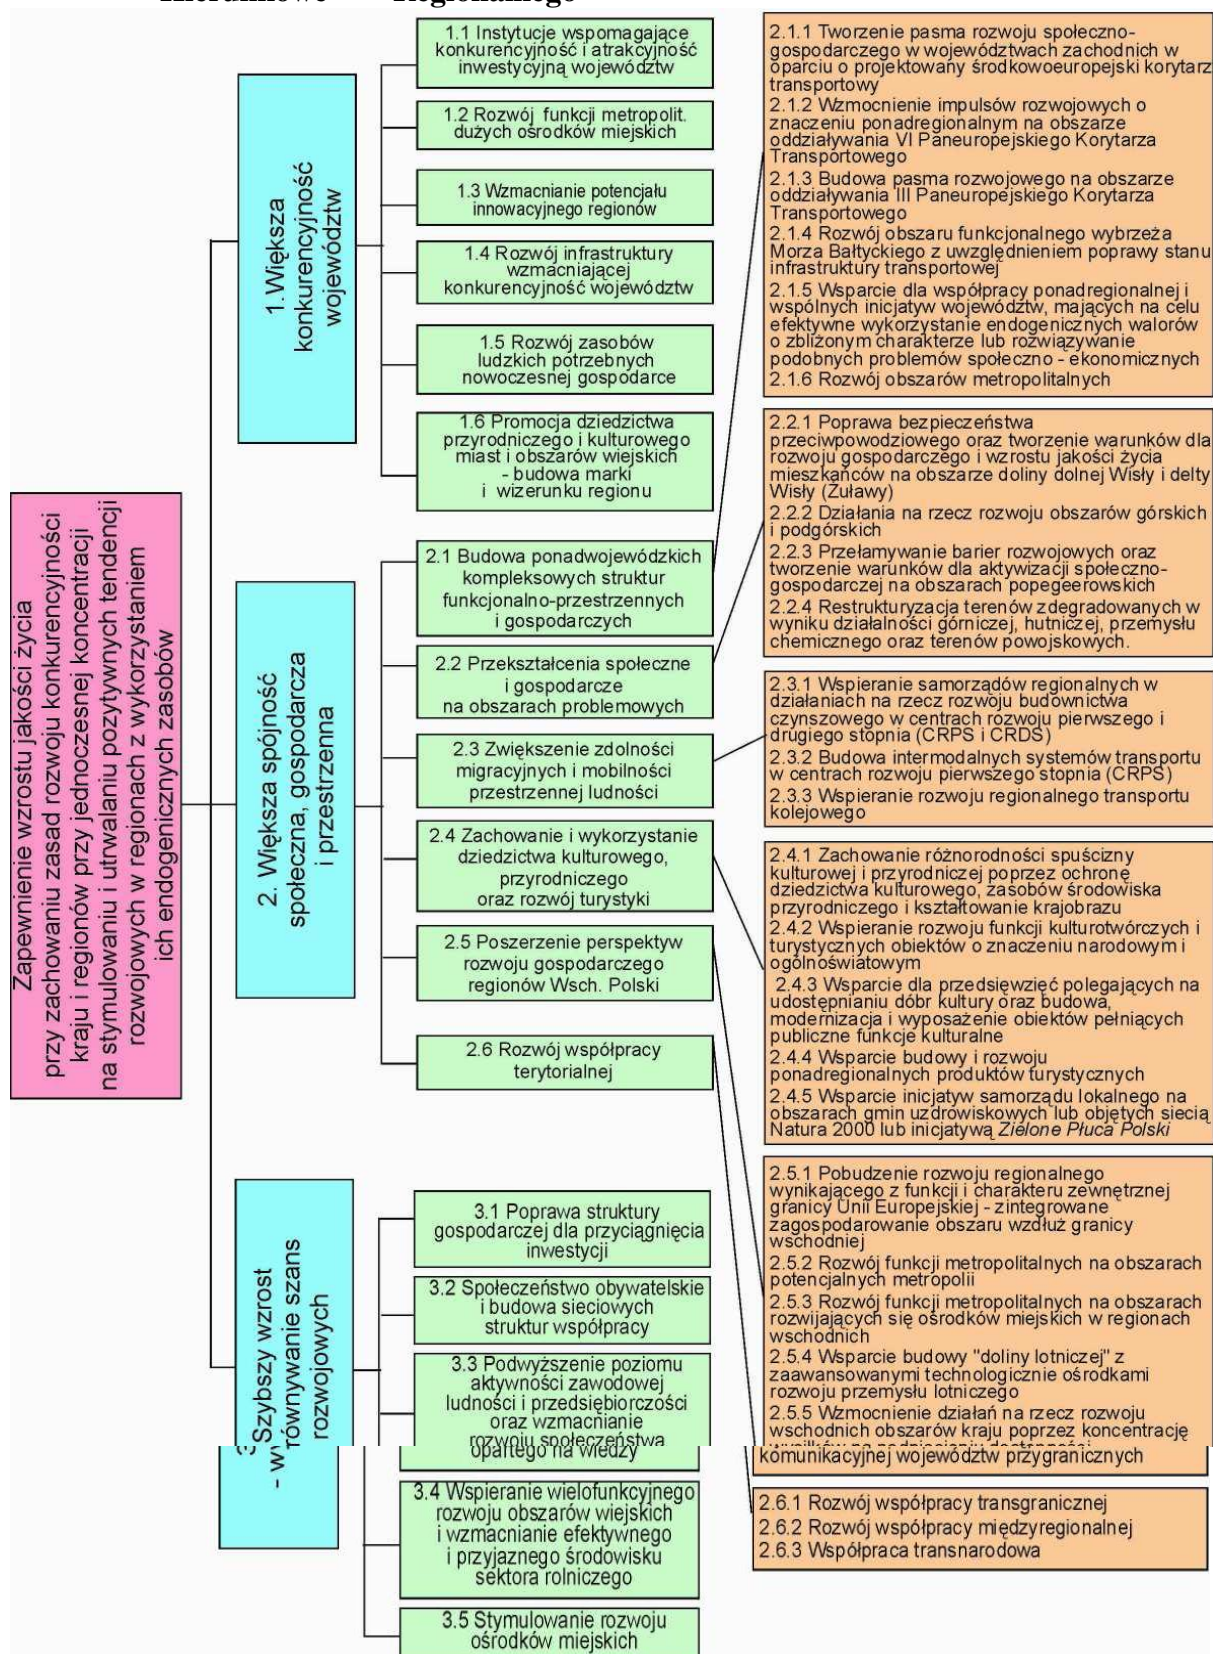 Regionalnego
Zapewnienie wzrostu jakości życia
przy zachowaniu zasad rozwoju konkurencyjności
kraju i regionów przy jednoczesnej koncentracji
na stymulowaniu i utrwalaniu pozytywnych tendencji
rozwojowych w regionach z wykorzystaniem
ich endogenicznych zasobów
1.Większa
konkurencyjność
województw
1.1 Instytucje wspomagające
konkurencyjność i atrakcyjność
inwestycyjną województw
1.2 Rozwój funkcji metropolit.
dużych ośrodków miejskich
1.3 Wzmacnianie potencjału
innowacyjnego regionów
1.4 Rozwój infrastruktury
wzmacniającej
konkurencyjność województw
1.5 Rozwój zasobów
ludzkich potrzebnych
nowoczesnej gospodarce
1.6 Promocja dziedzictwa
przyrodniczego i kulturowego
miast i obszarów wiejskich
- budowa marki
i wizerunku regionu
2. Większa spójność
społeczna, gospodarcza
i przestrzenna
2.1 Budowa ponadwojewódzkich
kompleksowych struktur
funkcjonalno-przestrzennych
i gospodarczych
2.2 Przekształcenia społeczne
i gospodarcze
na obszarach problemowych
2.3 Zwiększenie zdolności
migracyjnych i mobilności
przestrzennej ludności
2.4 Zachowanie i wykorzystanie
dziedzictwa kulturowego,
przyrodniczego
oraz rozwój turystyki
2.5 Poszerzenie perspektyw
rozwoju gospodarczego
regionów Wsch. Polski
2.6 Rozwój współpracy
terytorialnej
Szybszy wzrost
równywanie szans
rozwojowych
3.1 Poprawa struktury
gospodarczej dla przyciągnięcia
inwestycji
3.2 Społeczeństwo obywatelskie
i budowa sieciowych
struktur współpracy
3.3 Podwyższenie poziomu
aktywności zawodowej
ludności i przedsiębiorczości
oraz wzmacnianie
rozwoju społeczeństwa
opartego na wiedzy
3.4 Wspieranie wielofunkcyjnego
rozwoju obszarów wiejskich
i wzmacnianie efektywnego
i przyjaznego środowisku
sektora rolniczego
3.5 Stymulowanie rozwoju
ośrodków miejskich
2.1.1 Tworzenie pasma rozwoju społeczno-
gospodarczego w województwach zachodnich w
oparciu o projektowany środkowoeuropejski korytarz
transportowy
2.1.2 Wzmocnienie impulsów rozwojowych o
znaczeniu ponadregionalnym na obszarze
oddziaływania VI Paneuropejskiego Korytarza
Transportowego
2.1.3 Budowa pasma rozwojowego na obszarze
oddziaływania III Paneuropejskiego Korytarza
Transportowego
2.1.4 Rozwój obszaru funkcjonalnego wybrzeża
Morza Bałtyckiego z uwzględnieniem poprawy stanu
infrastruktury transportowej
2.1.5 Wsparcie dla współpracy ponadregionalnej i
wspólnych inicjatyw województw, mających na celu
efektywne wykorzystanie endogenicznych walorów
o zbliżonym charakterze lub rozwiązywanie
podobnych problemów społeczno - ekonomicznych
2.1.6 Rozwój obszarów metropolitalnych
2.2.1 Poprawa bezpieczeństwa
przeciwpowodziowego oraz tworzenie warunków dla
rozwoju gospodarczego i wzrostu jakości życia
mieszkańców na obszarze doliny dolnej Wisły i delty
Wisły (Żuławy)
2.2.2 Działania na rzecz rozwoju obszarów górskich
i podgórskich
2.2.3 Przełamywanie barier rozwojowych oraz
tworzenie warunków dla aktywizacji społeczno-
gospodarczej na obszarach popegeerowskich
2.2.4 Restrukturyzacja terenów zdegradowanych w
wyniku działalności górniczej, hutniczej, przemysłu
chemicznego oraz terenów powojskowych.
2.3.1 Wspieranie samorządów regionalnych w
działaniach na rzecz rozwoju budownictwa
czynszowego w centrach rozwoju pierwszego i
drugiego stopnia (CRPS i CRDS)
2.3.2 Budowa intermodalnych systemów transportu
w centrach rozwoju pierwszego stopnia (CRPS)
2.3.3 Wspieranie rozwoju regionalnego transportu
kolejowego
2.4.1 Zachowanie różnorodności spuścizny
kulturowej i przyrodniczej poprzez ochronę
dziedzictwa kulturowego, zasobów środowiska
przyrodniczego i kształtowanie krajobrazu
2.4.2 Wspieranie rozwoju funkcji kulturotwórczych i
turystycznych obiektów o znaczeniu narodowym i
ogólnoświatowym
2.4.3 Wsparcie dla przedsięwzięć polegających na
udostępnianiu dóbr kultury oraz budowa,
modernizacja i wyposażenie obiektów pełniących
publiczne funkcje kulturalne
2.4.4 Wsparcie budowy i rozwoju
ponadregionalnych produktów turystycznych
2.4.5 Wsparcie inicjatyw samorządu lokalnego na
obszarach gmin uzdrowiskowych lub objętych siecią
Natura 2000 lub inicjatywą Zielone Płuca Polski
2.5.1 Pobudzenie rozwoju regionalnego
wynikającego z funkcji i charakteru zewnętrznej
granicy Unii Europejskiej - zintegrowane
zagospodarowanie obszaru wzdłuż granicy
wschodniej
2.5.2 Rozwój funkcji metropolitalnych na obszarach
potencjalnych metropolii
2.5.3 Rozwój funkcji metropolitalnych na obszarach
rozwijających się ośrodków miejskich w regionach
wschodnich
2.5.4 Wsparcie budowy "doliny lotniczej" z
zaawansowanymi technologicznie ośrodkami
rozwoju przemysłu lotniczego
2.5.5 Wzmocnienie działań na rzecz rozwoju
wschodnich obszarów kraju poprzez koncentrację
komunikacyjnej województw przygranicznych
2.6.1 Rozwój współpracy transgranicznej
2.6.2 Rozwój współpracy międzyregionalnej
2.6.3 Współpraca transnarodowa